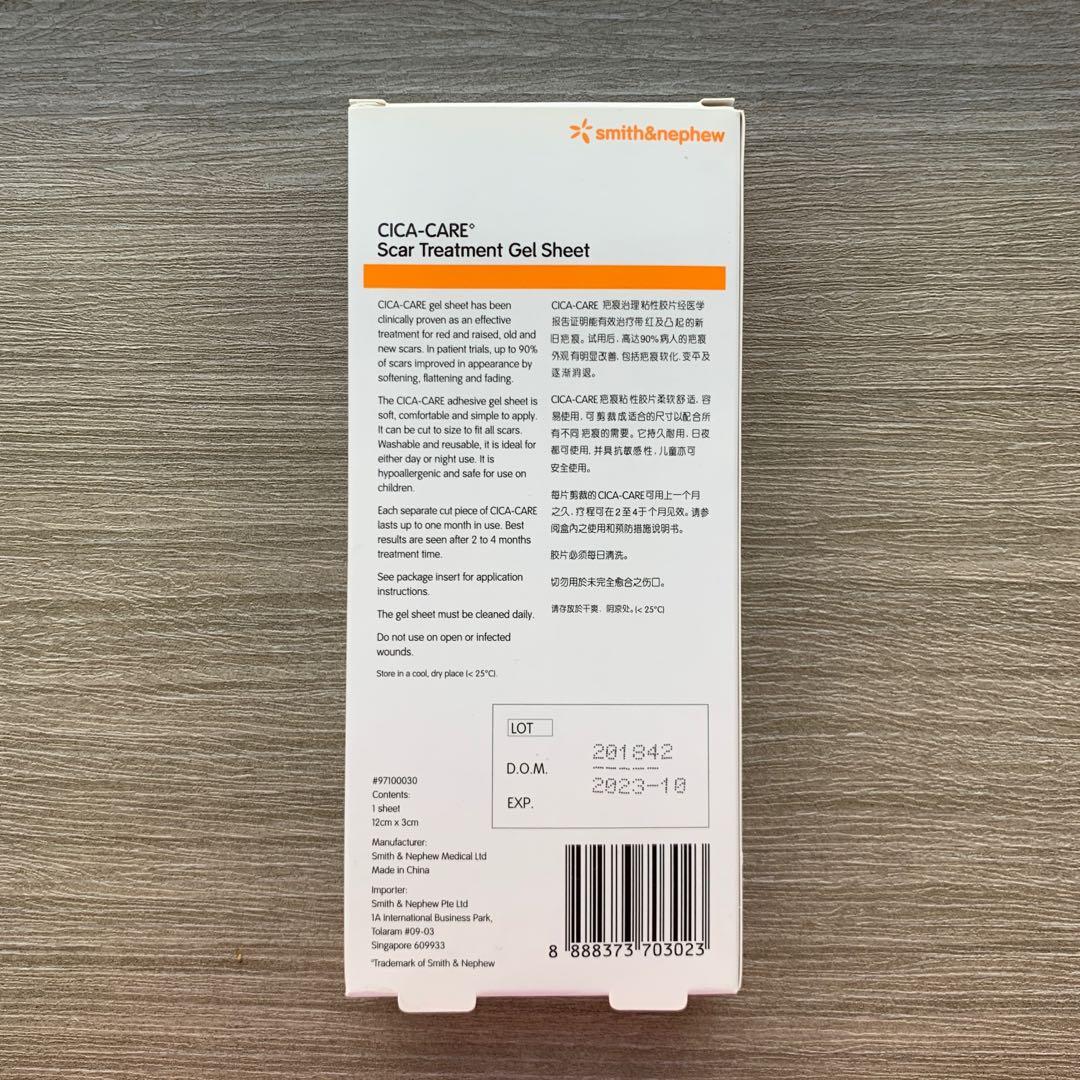 smith&nephew
CICA-CARE°
Scar Treatment Gel Sheet
CICA-CARE gel sheet has been
clinically proven as an effective
treatment for red and raised, old and
new scars. In patient trials, up to 90%
of scars improved in appearance by
softening, flattening and fading.
The CICA-CARE adhesive gel sheet is
soft, comfortable and simple to apply.
It can be cut to size to fit all scars.
Washable and reusable, it is ideal for
either day or night use. It is
hypoallergenic and safe for use on
children.
Each separate cut piece of CICA-CARE
lasts up to one month in use. Best
results are seen after 2 to 4 months
treatment time.
See package insert for application
instructions.
The gel sheet must be cleaned daily.
Do not use on open or infected
wounds.
Store in a cool, dry place (< 25°C).
CICA-CARE 疤痕治理粘性胶片经医学
报告证明能有效治疗带红及凸起的新
旧疤痕。试用后，高达90%病人的疤痕
外观有明显改善，包括疤痕软化，变平及
逐渐消退。
CICA-CARE疤痕粘性胶片柔软舒适，容
易使用，可剪裁成适合的尺寸以配合所
有不同疤痕的需要。它持久耐用，日夜
都可使用，并具抗敏感性，儿童亦可
安全使用。
每片剪裁的CICA-CARE可用上一个月
之久，疗程可在2至4于个月见效。请参
阅盒內之使用和预防措施说明书。
胶片必须每日清洗。
切勿用於未完全愈合之伤口。
请存放於干爽，阴凉处。(< 25°C)
LOT
201842
D.O.M.
2023-10
EXP.
#97100030
Contents:
1 sheet
12cm x 3cm
Manufacturer:
Smith & Nephew Medical Ltd
Made in China
Importer:
Smith & Nephew Pte Ltd
1A International Business Park,
Tolaram #09-03
Singapore 609933
°Trademark of Smith & Nephew
8 888373 703023